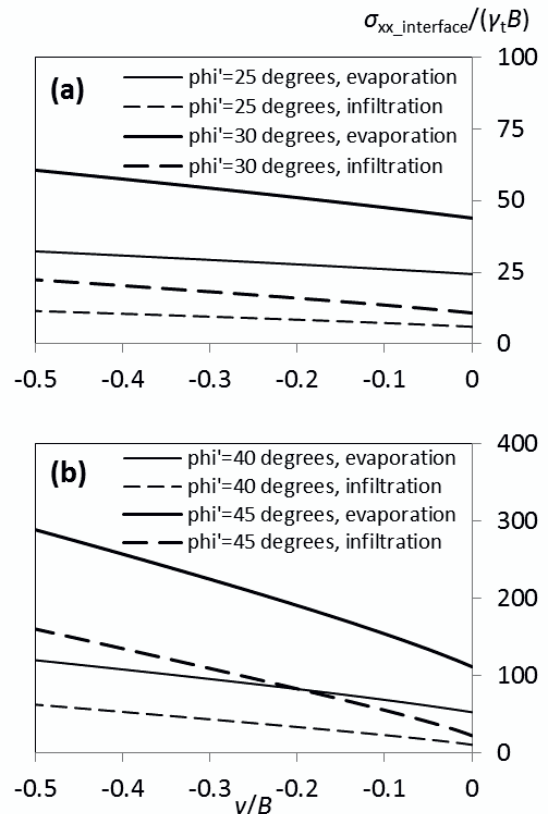 σxx_interface/(γtB)
100
(a)
phi'=25 degrees, evaporation
phi'=25 degrees, infiltration
phi'=30 degrees, evaporation
phi'=30 degrees, infiltration
75
50
25
0
-0.5 -0.4 -0.3 -0.2 -0.1 0
400
(b)
phi'=40 degrees, evaporation
phi'=40 degrees, infiltration
phi'=45 degrees, evaporation
phi'=45 degrees, infiltration
300
200
100
0
-0.5 -0.4 -0.3 -0.2 -0.1 0
y/B